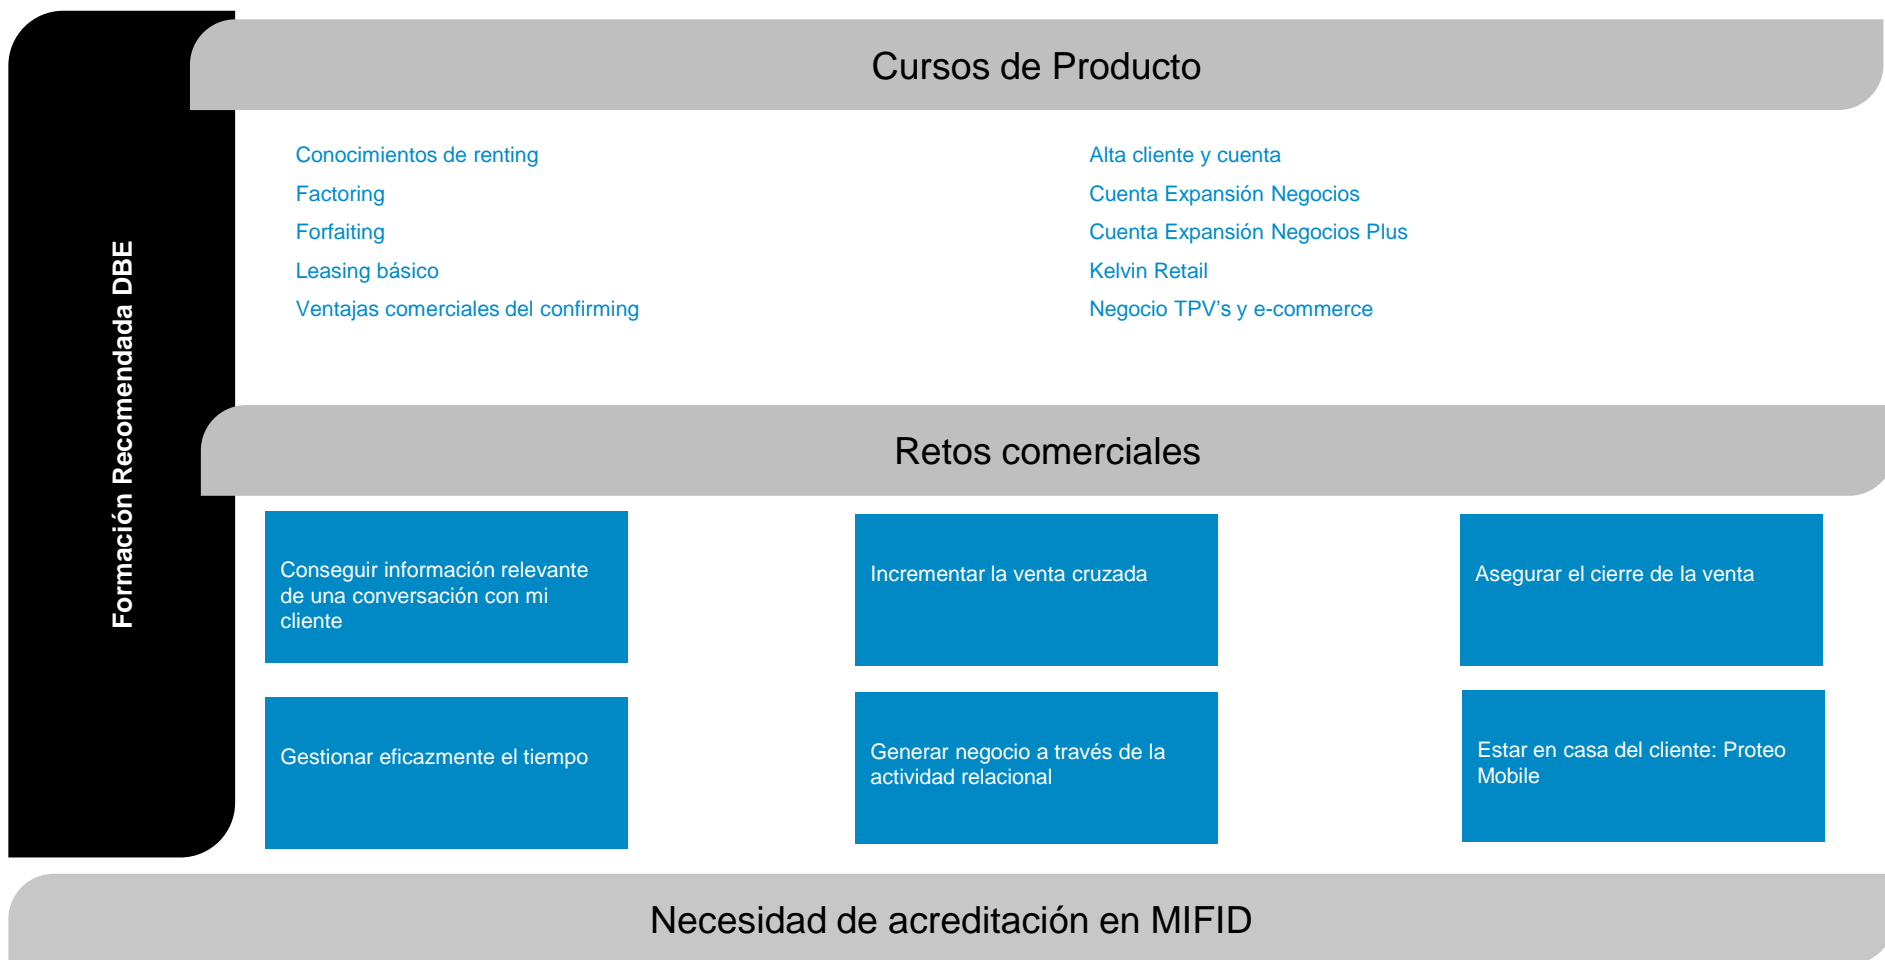 Formación Recomendada DBE
Cursos de Producto
Conocimientos de renting
Factoring
Forfaiting
Leasing básico
Ventajas comerciales del confirming
Alta cliente y cuenta
Cuenta Expansión Negocios
Cuenta Expansión Negocios Plus
Kelvin Retail
Negocio TPV’s y e-commerce
Retos comerciales
Conseguir información relevante
de una conversación con mi
cliente
Incrementar la venta cruzada
Asegurar el cierre de la venta
Gestionar eficazmente el tiempo
Generar negocio a través de la
actividad relacional
Estar en casa del cliente: Proteo
Mobile
Necesidad de acreditación en MIFID